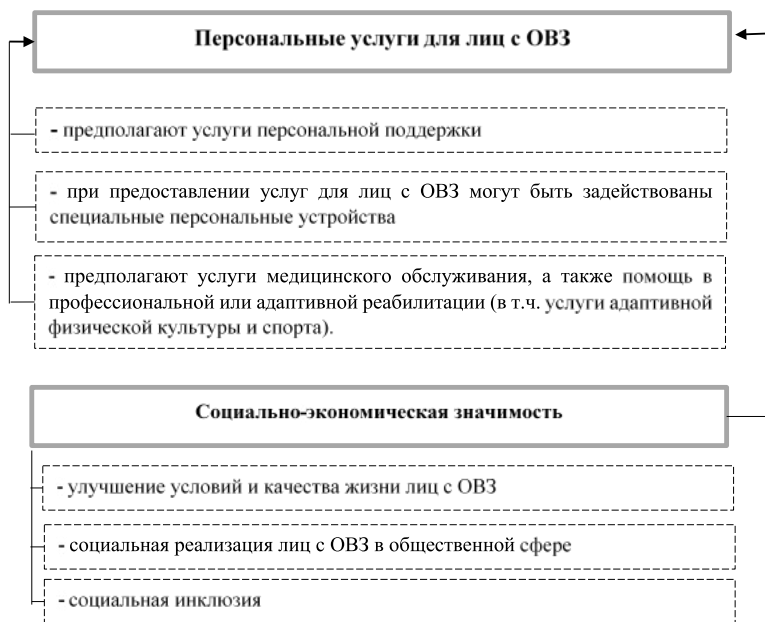 Персональные услуги для лиц с ОВЗ
- предполагают услуги персональной поддержки
- при предоставлении услуг для лиц с ОВЗ могут быть задействованы
специальные персональные устройства
- предполагают услуги медицинского обслуживания, а также помощь в
профессиональной или адаптивной реабилитации (в т.ч. услуги адаптивной
физической культуры и спорта).
Социально-экономическая значимость
- улучшение условий и качества жизни лиц с ОВЗ
- социальная реализация лиц с ОВЗ в общественной сфере
- социальная инклюзия